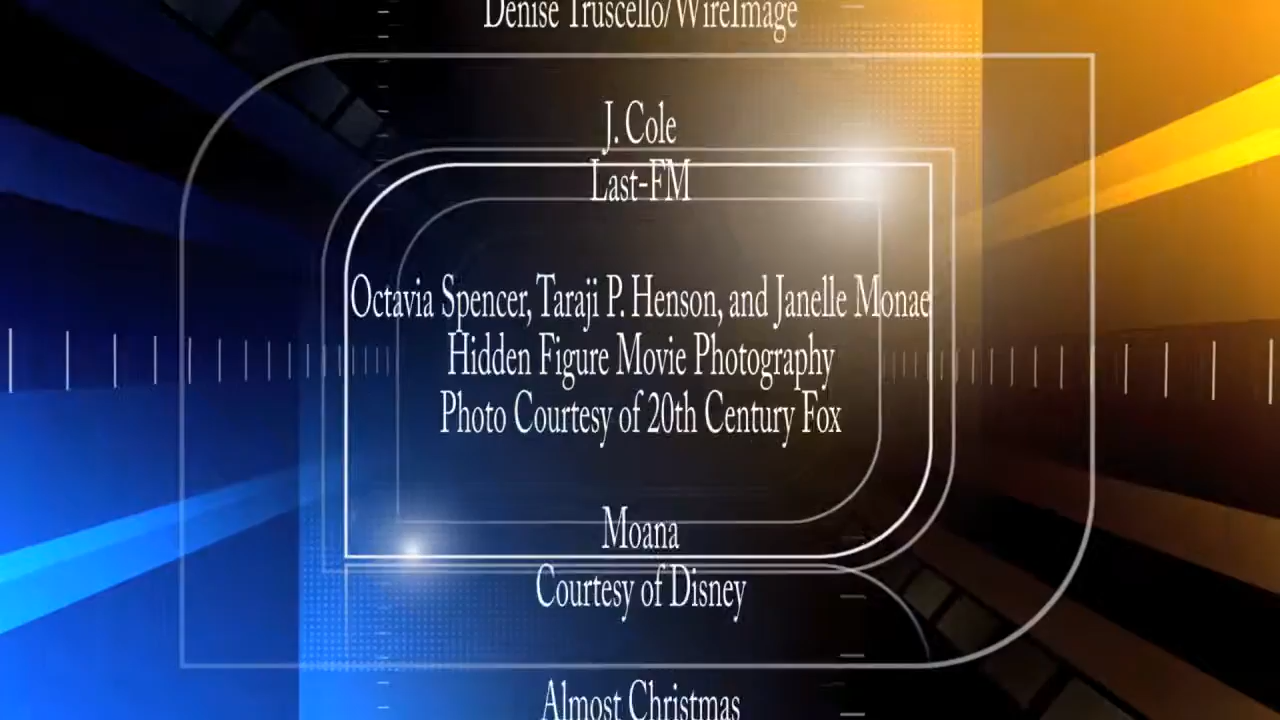 Denise Truscello/WireImage
J. Cole
Last-FM
Octavia Spencer, Taraji P. Henson, and Janelle Monae
Hidden Figure Movie Photography
Photo Courtesy of 20th Century Fox
Moana
Courtesy of Disney
Almost Christmas